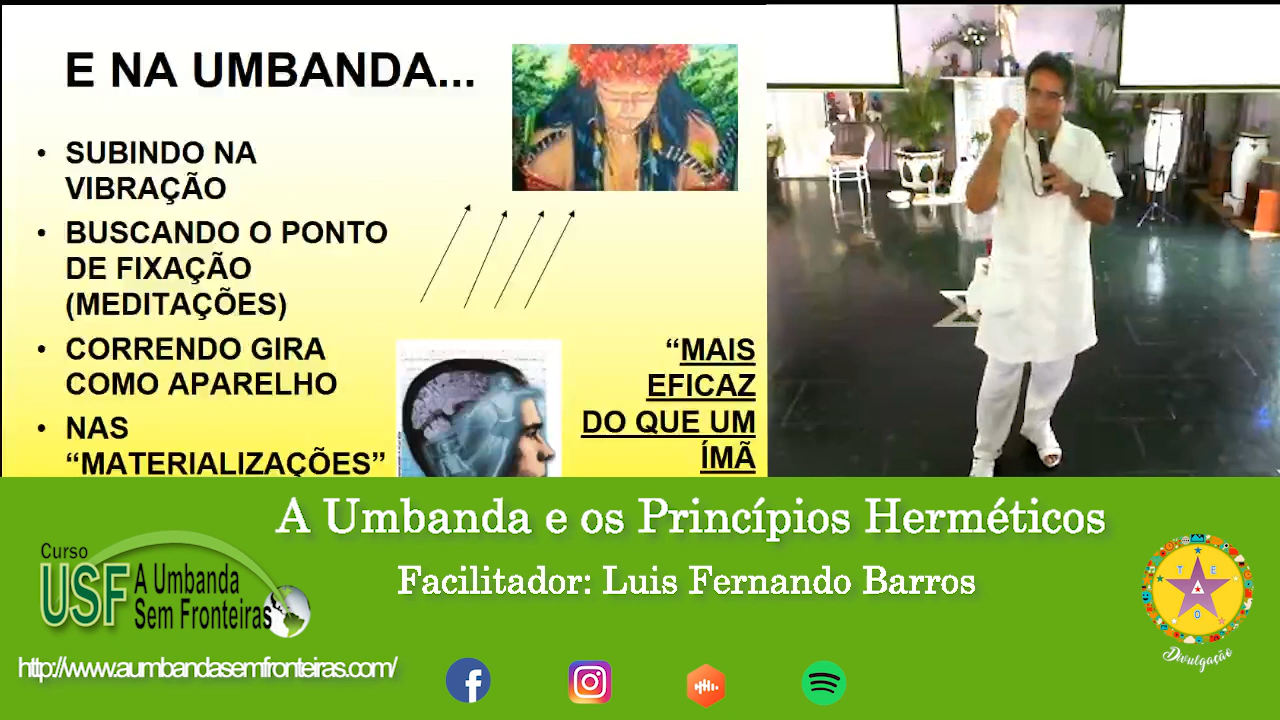 E NA UMBANDA...
• SUBINDO NA
VIBRAÇÃO
• BUSCANDO O PONTO
DE FIXAÇÃO
(MEDITAÇÕES)
• CORRENDO GIRA
COMO APARELHO
• NAS
“MATERIALIZAÇÕES”
“MAIS
EFICAZ
DO QUE UM
ÍMÃ
A Umbanda e os Princípios Herméticos
Facilitador: Luis Fernando Barros
Curso
USF A Umbanda
Sem Fronteiras
http://www.aumbandasemfronteiras.com/
T E
A
O
Divulgação